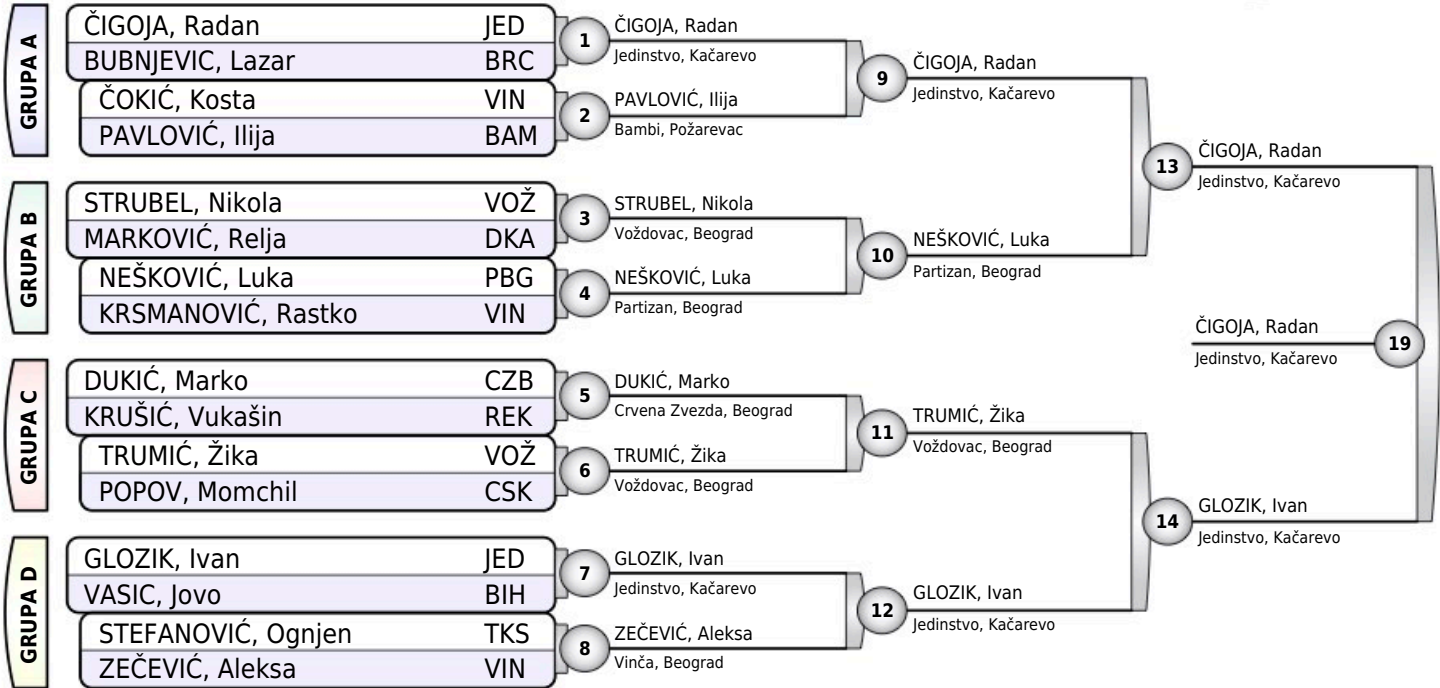 GRUPA A
ČIGOJA, Radan JED
BUBNJEVIC, Lazar BRC
ČOKIĆ, Kosta VIN
PAVLOVIĆ, Ilija BAM
GRUPA B
STRUBEL, Nikola VOŽ
MARKOVIĆ, Relja DKA
NEŠKOVIĆ, Luka PBG
KRSMANOVIĆ, Rastko VIN
GRUPA C
DUKIĆ, Marko CZB
KRUŠIĆ, Vukašin REK
TRUMIĆ, Žika VOŽ
POPOV, Momchil CSK
GRUPA D
GLOZIK, Ivan JED
VASIC, Jovo BIH
STEFANOVIĆ, Ognjen TKS
ZEČEVIĆ, Aleksa VIN
1
ČIGOJA, Radan
Jedinstvo, Kačarevo
2
PAVLOVIĆ, Ilija
Bambi, Požarevac
3
STRUBEL, Nikola
Voždovac, Beograd
4
NEŠKOVIĆ, Luka
Partizan, Beograd
5
DUKIĆ, Marko
Crvena Zvezda, Beograd
6
TRUMIĆ, Žika
Voždovac, Beograd
7
GLOZIK, Ivan
Jedinstvo, Kačarevo
8
ZEČEVIĆ, Aleksa
Vinča, Beograd
9
ČIGOJA, Radan
Jedinstvo, Kačarevo
10
NEŠKOVIĆ, Luka
Partizan, Beograd
11
TRUMIĆ, Žika
Voždovac, Beograd
12
GLOZIK, Ivan
Jedinstvo, Kačarevo
13
ČIGOJA, Radan
Jedinstvo, Kačarevo
14
GLOZIK, Ivan
Jedinstvo, Kačarevo
ČIGOJA, Radan
Jedinstvo, Kačarevo
19